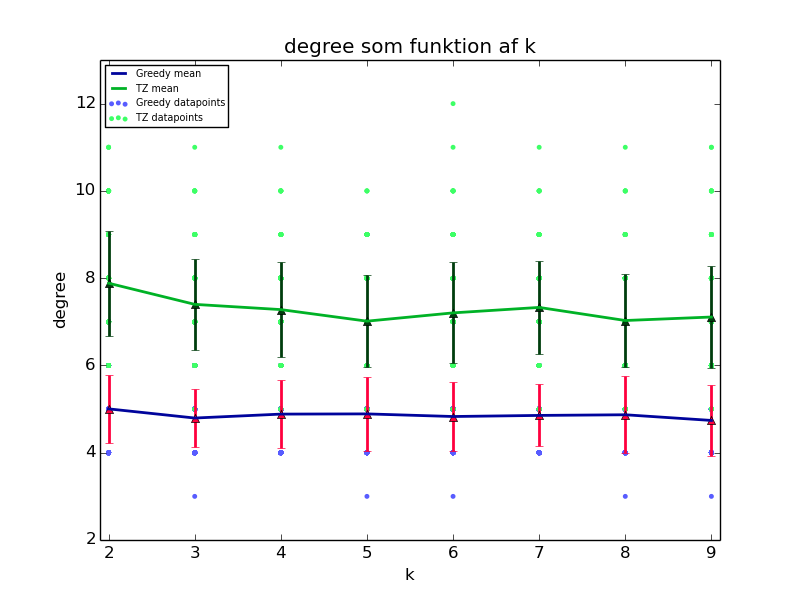 degree som funktion af k
Greedy mean
TZ mean
Greedy datapoints
TZ datapoints
12
10
8
6
4
2
degree
2 3 4 5 6 7 8 9
k